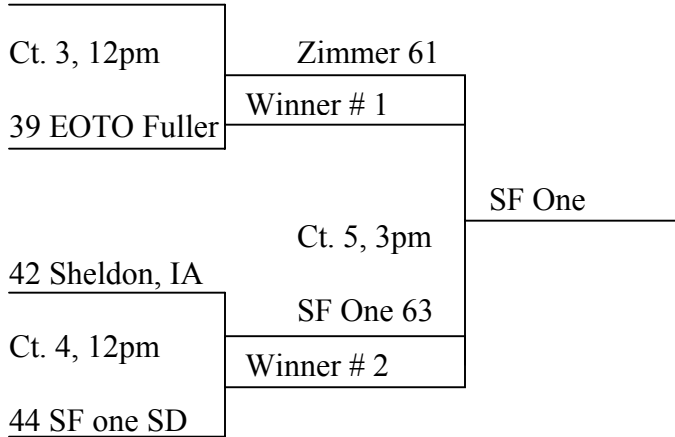 Ct. 3, 12pm
Zimmer 61
Winner # 1
39 EOTO Fuller
SF One
Ct. 5, 3pm
42 Sheldon, IA
SF One 63
Ct. 4, 12pm
Winner # 2
44 SF one SD